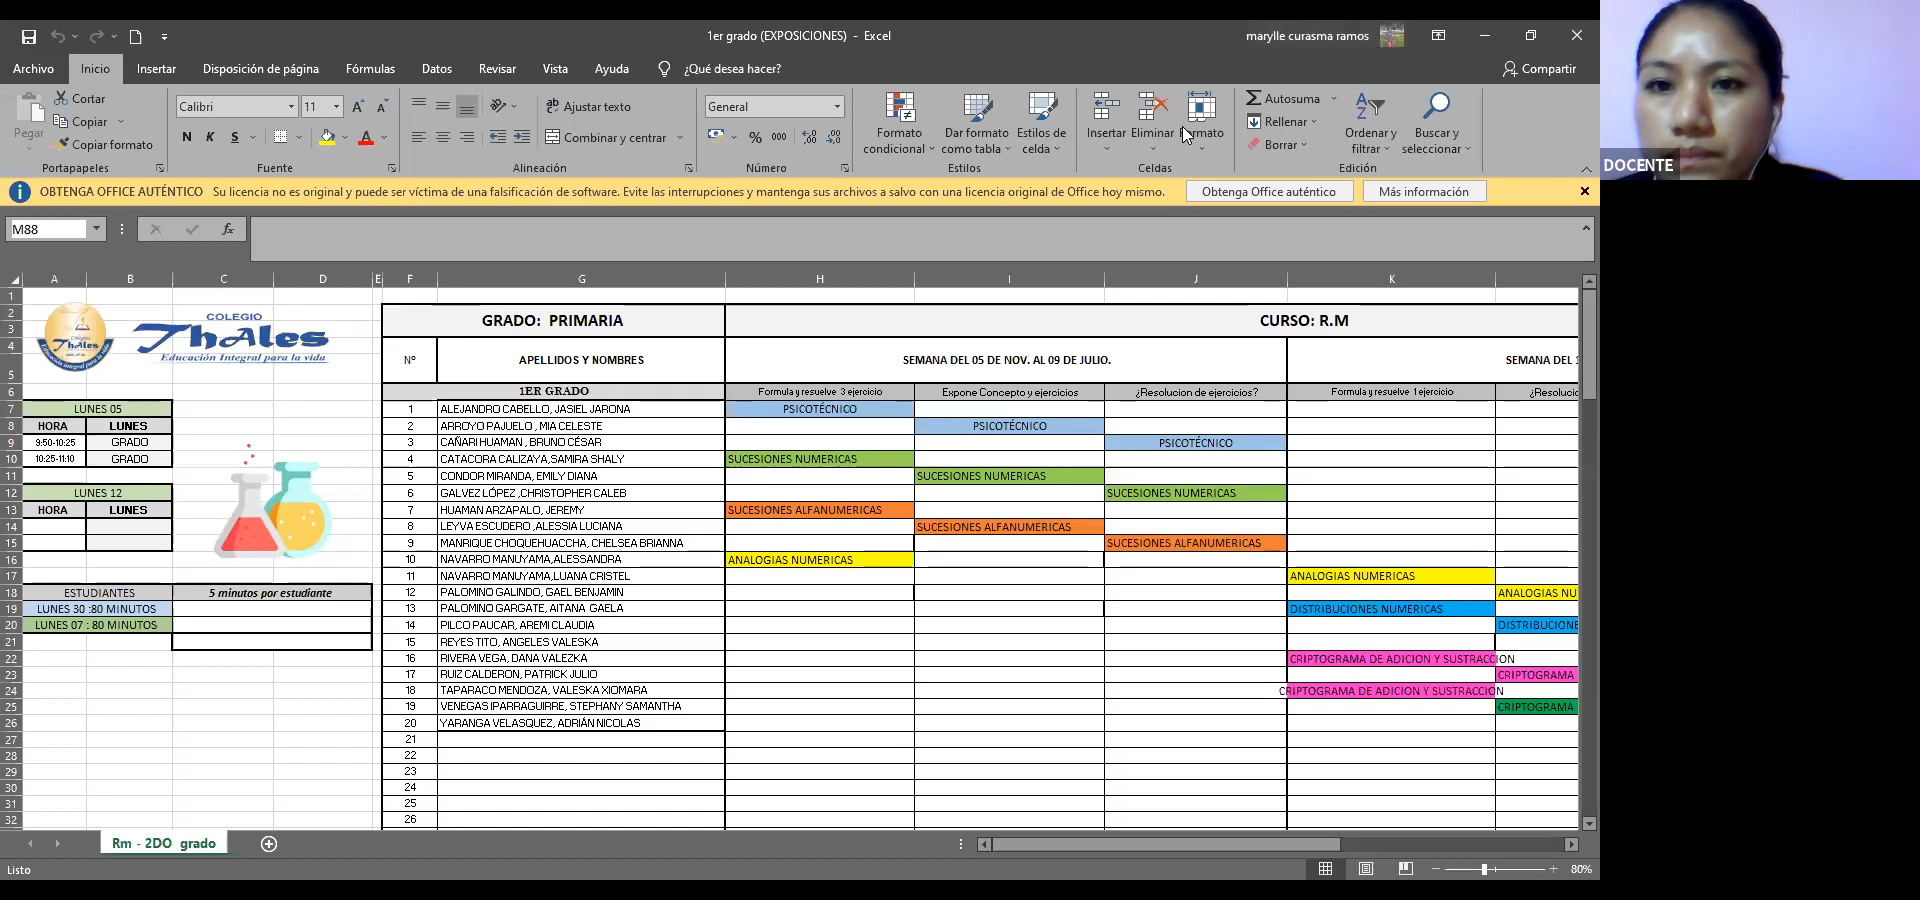 1er grado (EXPOSICIONES) - Excel
marylle curasma ramos
Archivo Inicio Insertar Disposición de página Fórmulas Datos Revisar Vista Ayuda ¿Qué desea hacer? Compartir
Pegar
Cortar
Copiar
Copiar formato
Portapapeles
Calibri 11
N K S
Fuente
Ajustar texto
Combinar y centrar
Alineación
General
% 000
Número
Formato condicional
Dar formato como tabla
Estilos de celda
Estilos
Insertar
Eliminar
Formato
Celdas
Autosuma
Rellenar
Borrar
Ordenar y filtrar
Buscar y seleccionar
Edición
DOCENTE
OBTENGA OFFICE AUTÉNTICO Su licencia no es original y puede ser víctima de una falsificación de software. Evite las interrupciones y mantenga sus archivos a salvo con una licencia original de Office hoy mismo. Obtenga Office auténtico Más información
M88 fx
A B C D E F G H I J K
COLEGIO
Thales
Educación Integral para la vida
LUNES 05
HORA LUNES
9:50-10:25 GRADO
10:25-11:10 GRADO
LUNES 12
HORA LUNES
ESTUDIANTES 5 minutos por estudiante
LUNES 30 :80 MINUTOS
LUNES 07 : 80 MINUTOS
GRADO: PRIMARIA CURSO: R.M
Nº APELLIDOS Y NOMBRES SEMANA DEL 05 DE NOV. AL 09 DE JULIO. SEMANA DEL 1
1ER GRADO Formula y resuelve 3 ejercicio Expone Concepto y ejercicios ¿Resolucion de ejercicios? Formula y resuelve 1 ejercicio ¿Resoluci
1 ALEJANDRO CABELLO, JASIEL JARONA PSICOTÉCNICO
2 ARROYO PAJUELO , MIA CELESTE PSICOTÉCNICO
3 CAÑARI HUAMAN , BRUNO CÉSAR PSICOTÉCNICO
4 CATACORA CALIZAYA,SAMIRA SHALY SUCESIONES NUMERICAS
5 CONDOR MIRANDA, EMILY DIANA SUCESIONES NUMERICAS
6 GALVEZ LÓPEZ ,CHRISTOPHER CALEB SUCESIONES NUMERICAS
7 HUAMAN ARZAPALO, JEREMY SUCESIONES ALFANUMERICAS
8 LEYVA ESCUDERO ,ALESSIA LUCIANA SUCESIONES ALFANUMERICAS
9 MANRIQUE CHOQUEHUACCHA, CHELSEA BRIANNA SUCESIONES ALFANUMERICAS
10 NAVARRO MANUYAMA,ALESSANDRA ANALOGIAS NUMERICAS
11 NAVARRO MANUYAMA,LUANA CRISTEL ANALOGIAS NUMERICAS
12 PALOMINO GALINDO, GAEL BENJAMIN ANALOGIAS NU
13 PALOMINO GARGATE, AITANA GAELA DISTRIBUCIONES NUMERICAS
14 PILCO PAUCAR, AREMI CLAUDIA DISTRIBUCIONE
15 REYES TITO, ANGELES VALESKA
16 RIVERA VEGA, DANA VALEZKA CRIPTOGRAMA DE ADICION Y SUSTRACCION
17 RUIZ CALDERON, PATRICK JULIO CRIPTOGRAMA
18 TAPARACO MENDOZA, VALESKA XIOMARA CRIPTOGRAMA DE ADICION Y SUSTRACCION
19 VENEGAS IPARRAGUIRRE, STEPHANY SAMANTHA CRIPTOGRAMA
20 YARANGA VELASQUEZ, ADRIÁN NICOLAS
21
22
23
24
25
26
Rm - 2DO grado
Listo 80%